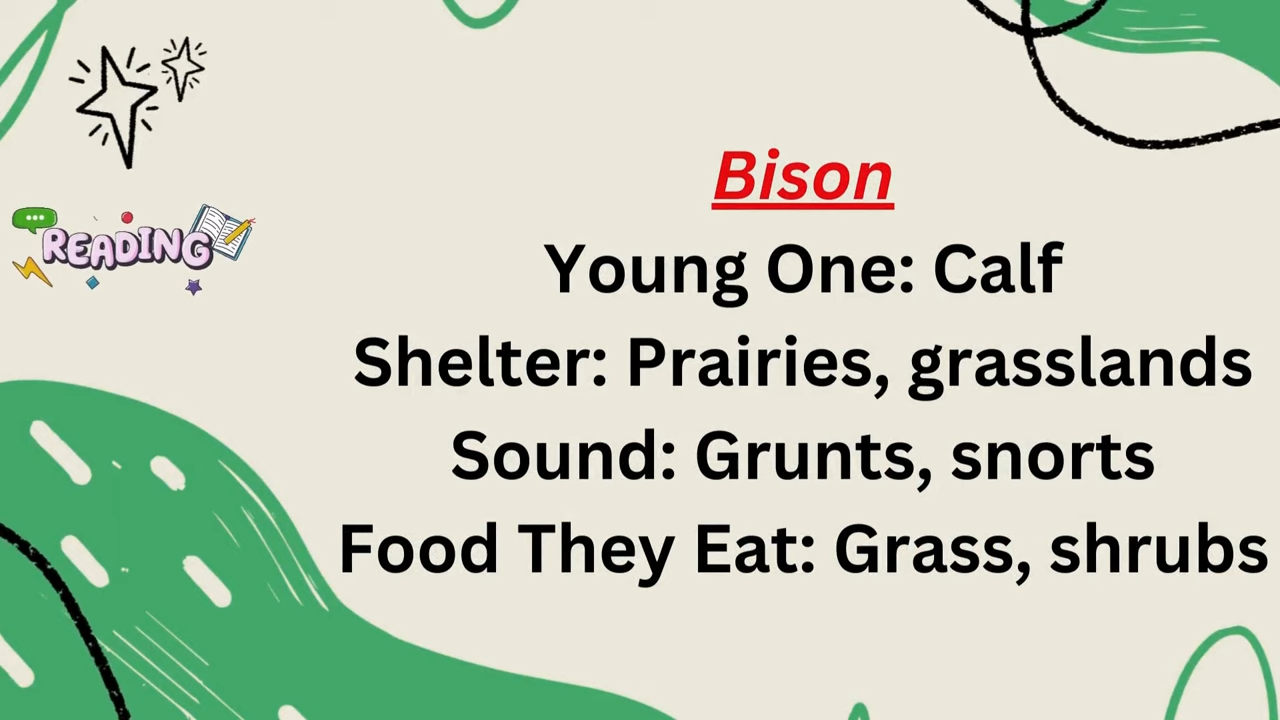 Bison
READING
Young One: Calf
Shelter: Prairies, grasslands
Sound: Grunts, snorts
Food They Eat: Grass, shrubs